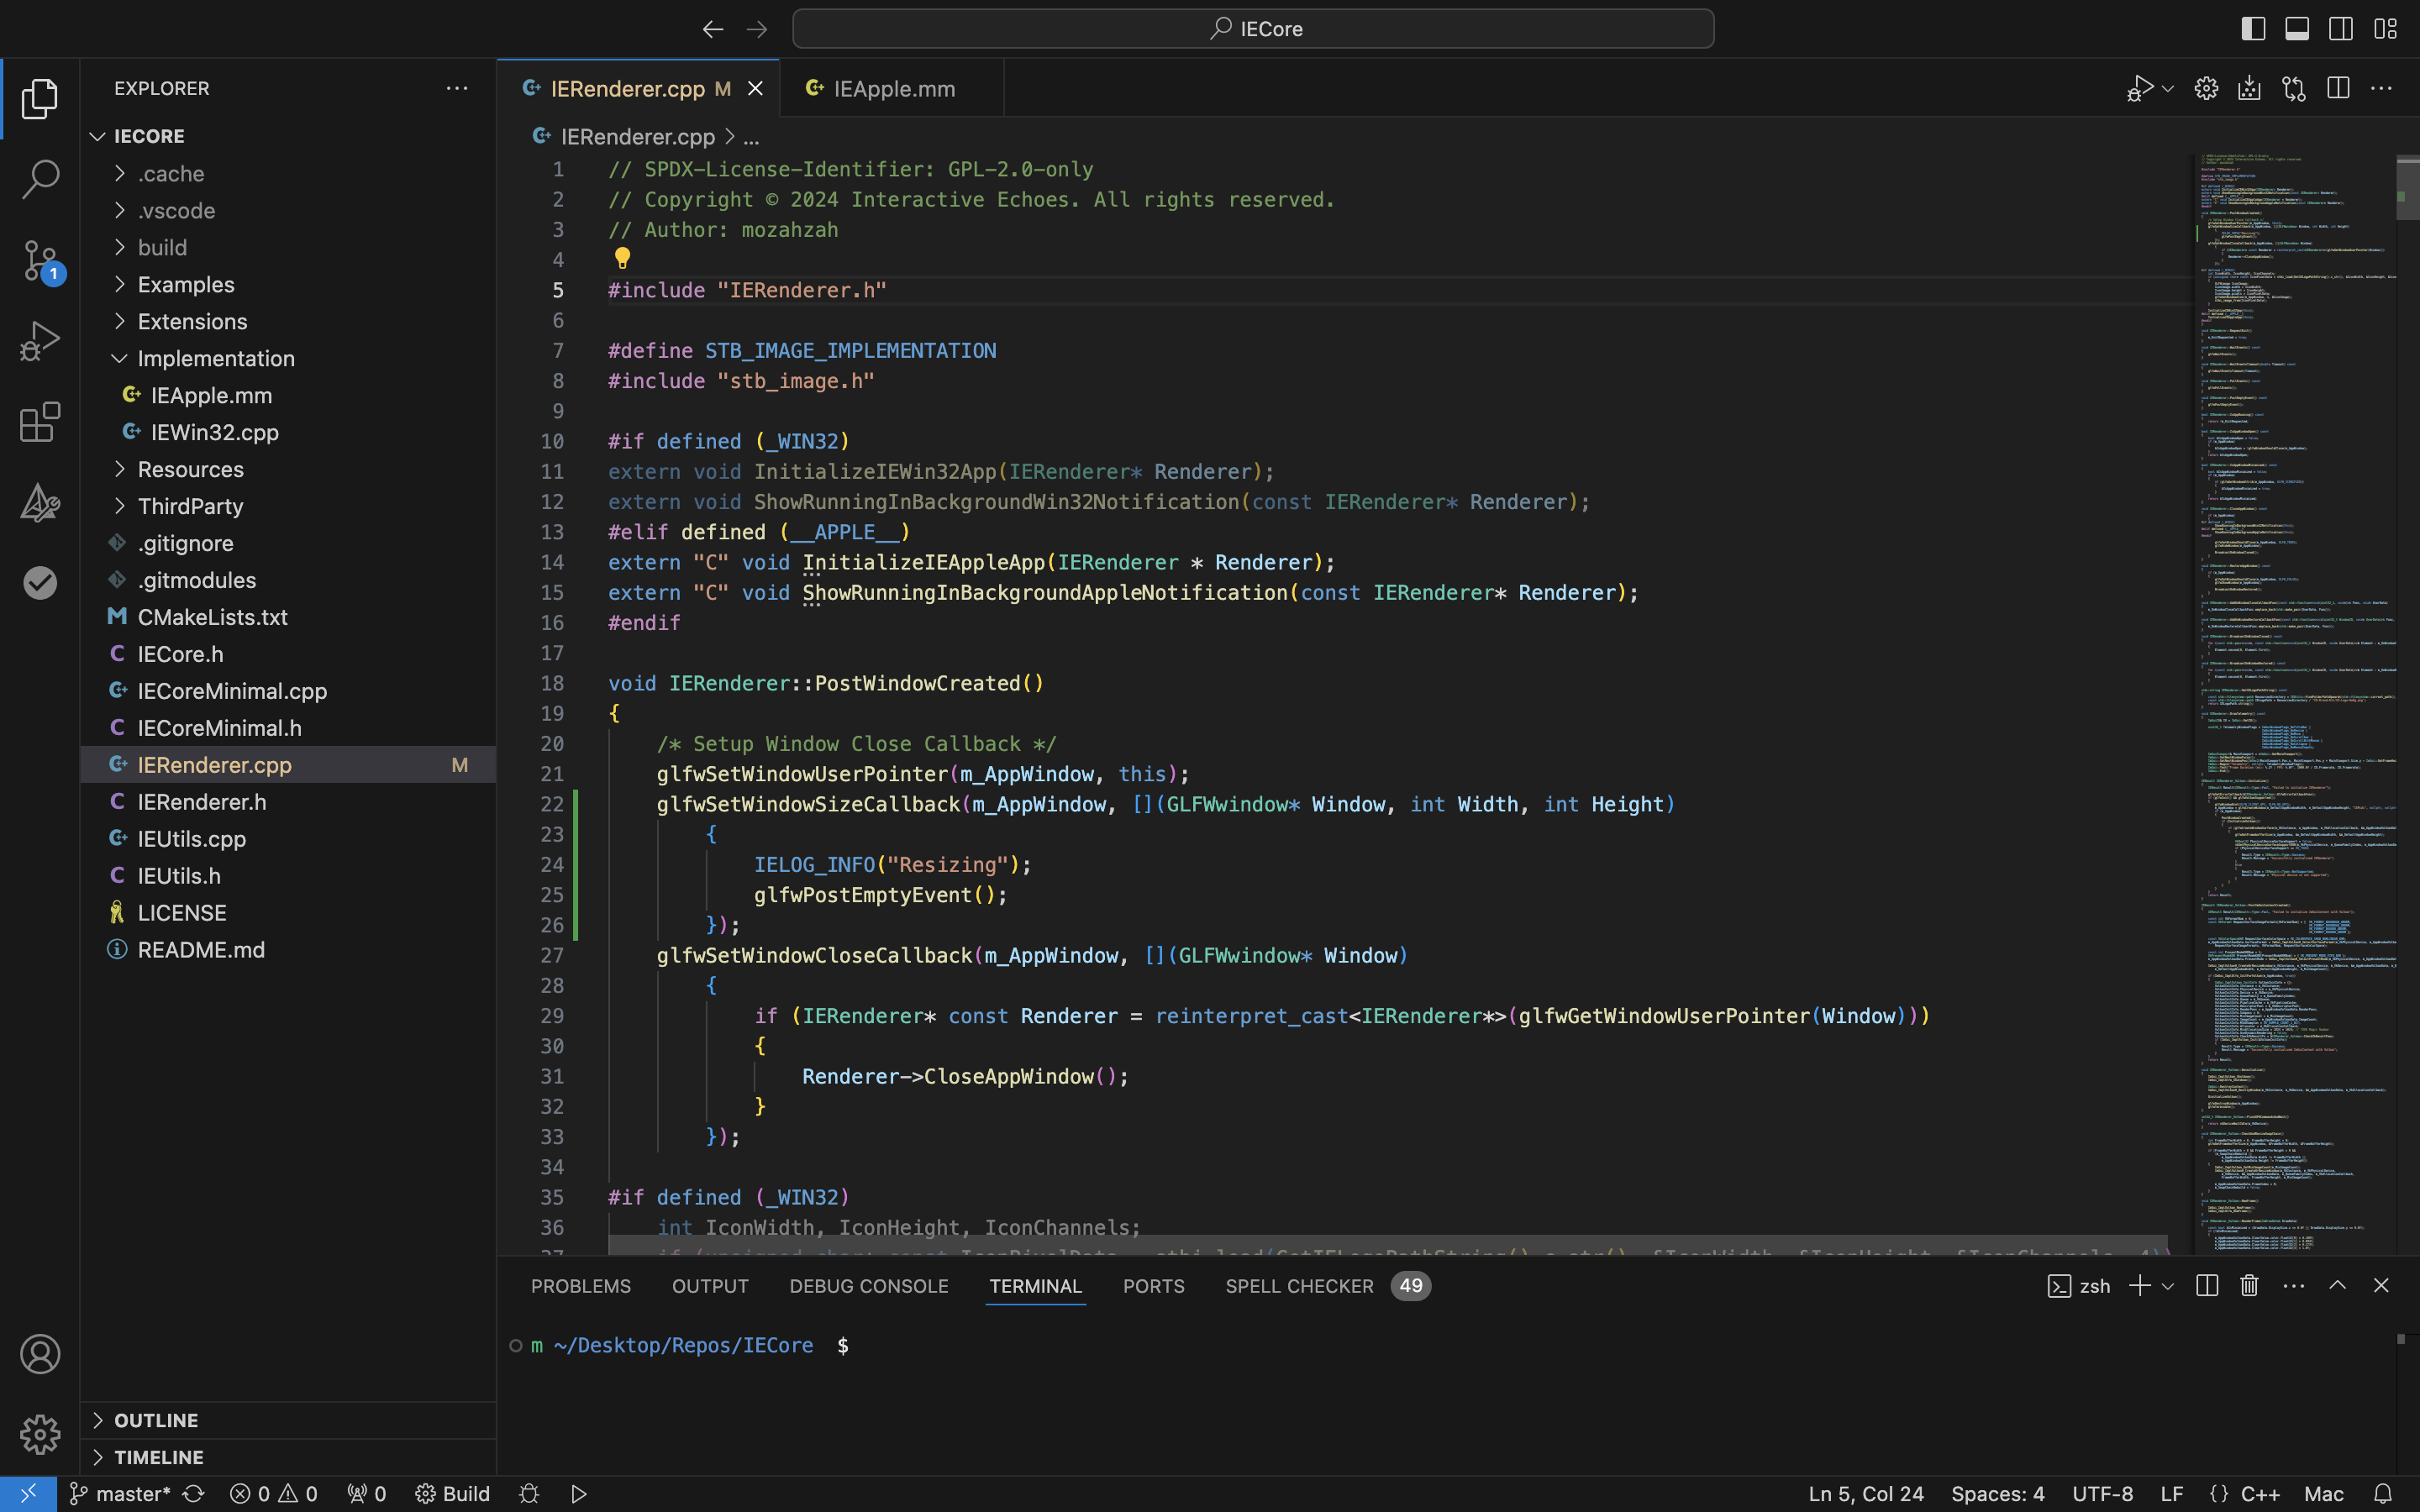 IECore
EXPLORER
IERenderer.cpp M
IEApple.mm
IECORE
IERenderer.cpp > ...
.cache
.vscode
build
Examples
Extensions
Implementation
IEApple.mm
IEWin32.cpp
Resources
ThirdParty
.gitignore
.gitmodules
CMakeLists.txt
IECore.h
IECoreMinimal.cpp
IECoreMinimal.h
IERenderer.cpp M
IERenderer.h
IEUtils.cpp
IEUtils.h
LICENSE
README.md
OUTLINE
TIMELINE
1
1 // SPDX-License-Identifier: GPL-2.0-only
2 // Copyright © 2024 Interactive Echoes. All rights reserved.
3 // Author: mozahzah
4
5 #include "IERenderer.h"
6
7 #define STB_IMAGE_IMPLEMENTATION
8 #include "stb_image.h"
9
10 #if defined (_WIN32)
11 extern void InitializeIEWin32App(IERenderer* Renderer);
12 extern void ShowRunningInBackgroundWin32Notification(const IERenderer* Renderer);
13 #elif defined (__APPLE__)
14 extern "C" void InitializeIEAppleApp(IERenderer * Renderer);
15 extern "C" void ShowRunningInBackgroundAppleNotification(const IERenderer* Renderer);
16 #endif
17
18 void IERenderer::PostWindowCreated()
19 {
20 /* Setup Window Close Callback */
21 glfwSetWindowUserPointer(m_AppWindow, this);
22 glfwSetWindowSizeCallback(m_AppWindow, [](GLFWwindow* Window, int Width, int Height)
23 {
24 IELOG_INFO("Resizing");
25 glfwPostEmptyEvent();
26 });
27 glfwSetWindowCloseCallback(m_AppWindow, [](GLFWwindow* Window)
28 {
29 if (IERenderer* const Renderer = reinterpret_cast<IERenderer*>(glfwGetWindowUserPointer(Window)))
30 {
31 Renderer->CloseAppWindow();
32 }
33 });
34
35 #if defined (_WIN32)
36 int IconWidth, IconHeight, IconChannels;
PROBLEMS OUTPUT DEBUG CONSOLE TERMINAL PORTS SPELL CHECKER 49
zsh
m ~/Desktop/Repos/IECore $
master* 0 0 0 Build
Ln 5, Col 24 Spaces: 4 UTF-8 LF {} C++ Mac